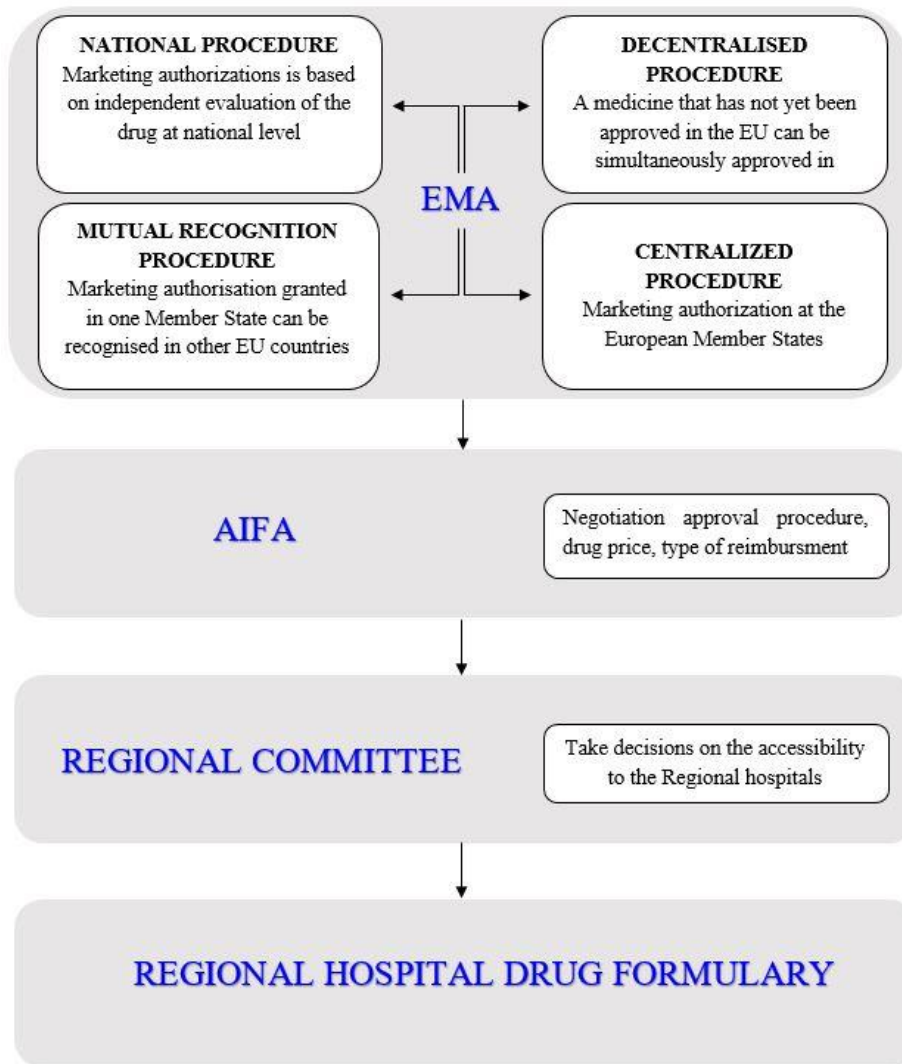 NATIONAL PROCEDURE
Marketing authorizations is based
on independent evaluation of the
drug at national level
DECENTRALISED
PROCEDURE
A medicine that has not yet been
approved in the EU can be
simultaneously approved in
EMA
MUTUAL RECOGNITION
PROCEDURE
Marketing authorisation granted
in one Member State can be
recognised in other EU countries
CENTRALIZED
PROCEDURE
Marketing authorization at the
European Member States
AIFA
Negotiation approval procedure,
drug price, type of reimbursment
REGIONAL COMMITTEE
Take decisions on the accessibility
to the Regional hospitals
REGIONAL HOSPITAL DRUG FORMULARY